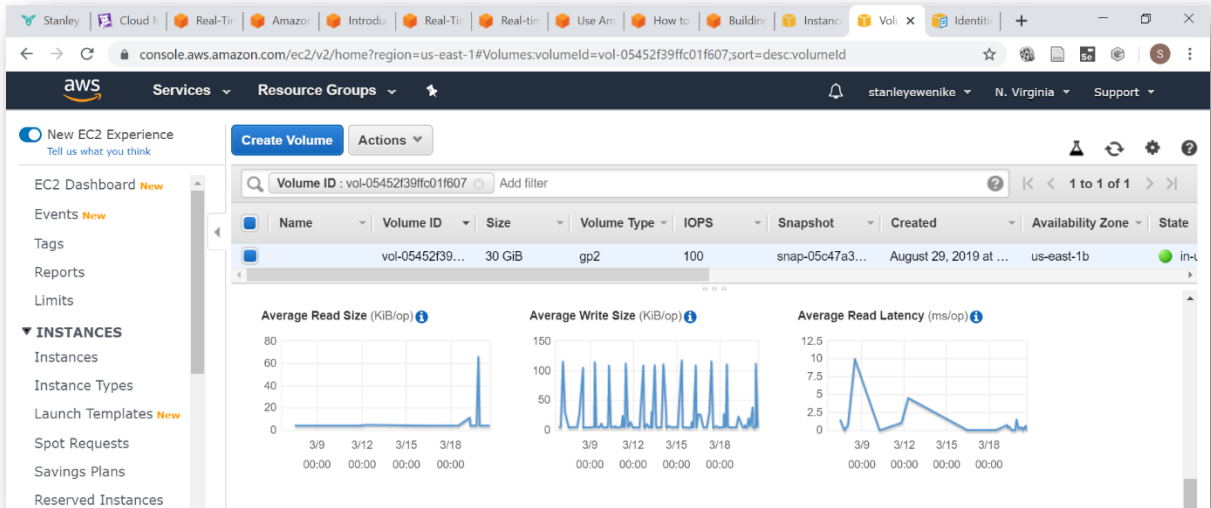 Stanley
Cloud M
Real-Tir
Amazor
Introdu
Real-Tir
Real-tin
Use Am
How to
Building
Instanc
Volu
Identiti
console.aws.amazon.com/ec2/v2/home?region=us-east-1#Volumes:volumeId=vol-05452f39ffc01f607;sort=desc:volumeId
Se
S
aws Services Resource Groups stanleyewenike N. Virginia Support
New EC2 Experience
Tell us what you think
EC2 Dashboard New
Events New
Tags
Reports
Limits
INSTANCES
Instances
Instance Types
Launch Templates New
Spot Requests
Savings Plans
Reserved Instances
Create Volume Actions
Volume ID : vol-05452f39ffc01f607 Add filter 1 to 1 of 1
Name Volume ID Size Volume Type IOPS Snapshot Created Availability Zone State
vol-05452f39... 30 GiB gp2 100 snap-05c47a3... August 29, 2019 at ... us-east-1b in-u
Average Read Size (KiB/op)
80
60
40
20
0
3/9 3/12 3/15 3/18
00:00 00:00 00:00 00:00
Average Write Size (KiB/op)
150
100
50
0
3/9 3/12 3/15 3/18
00:00 00:00 00:00 00:00
Average Read Latency (ms/op)
12.5
10
7.5
5
2.5
0
3/9 3/12 3/15 3/18
00:00 00:00 00:00 00:00